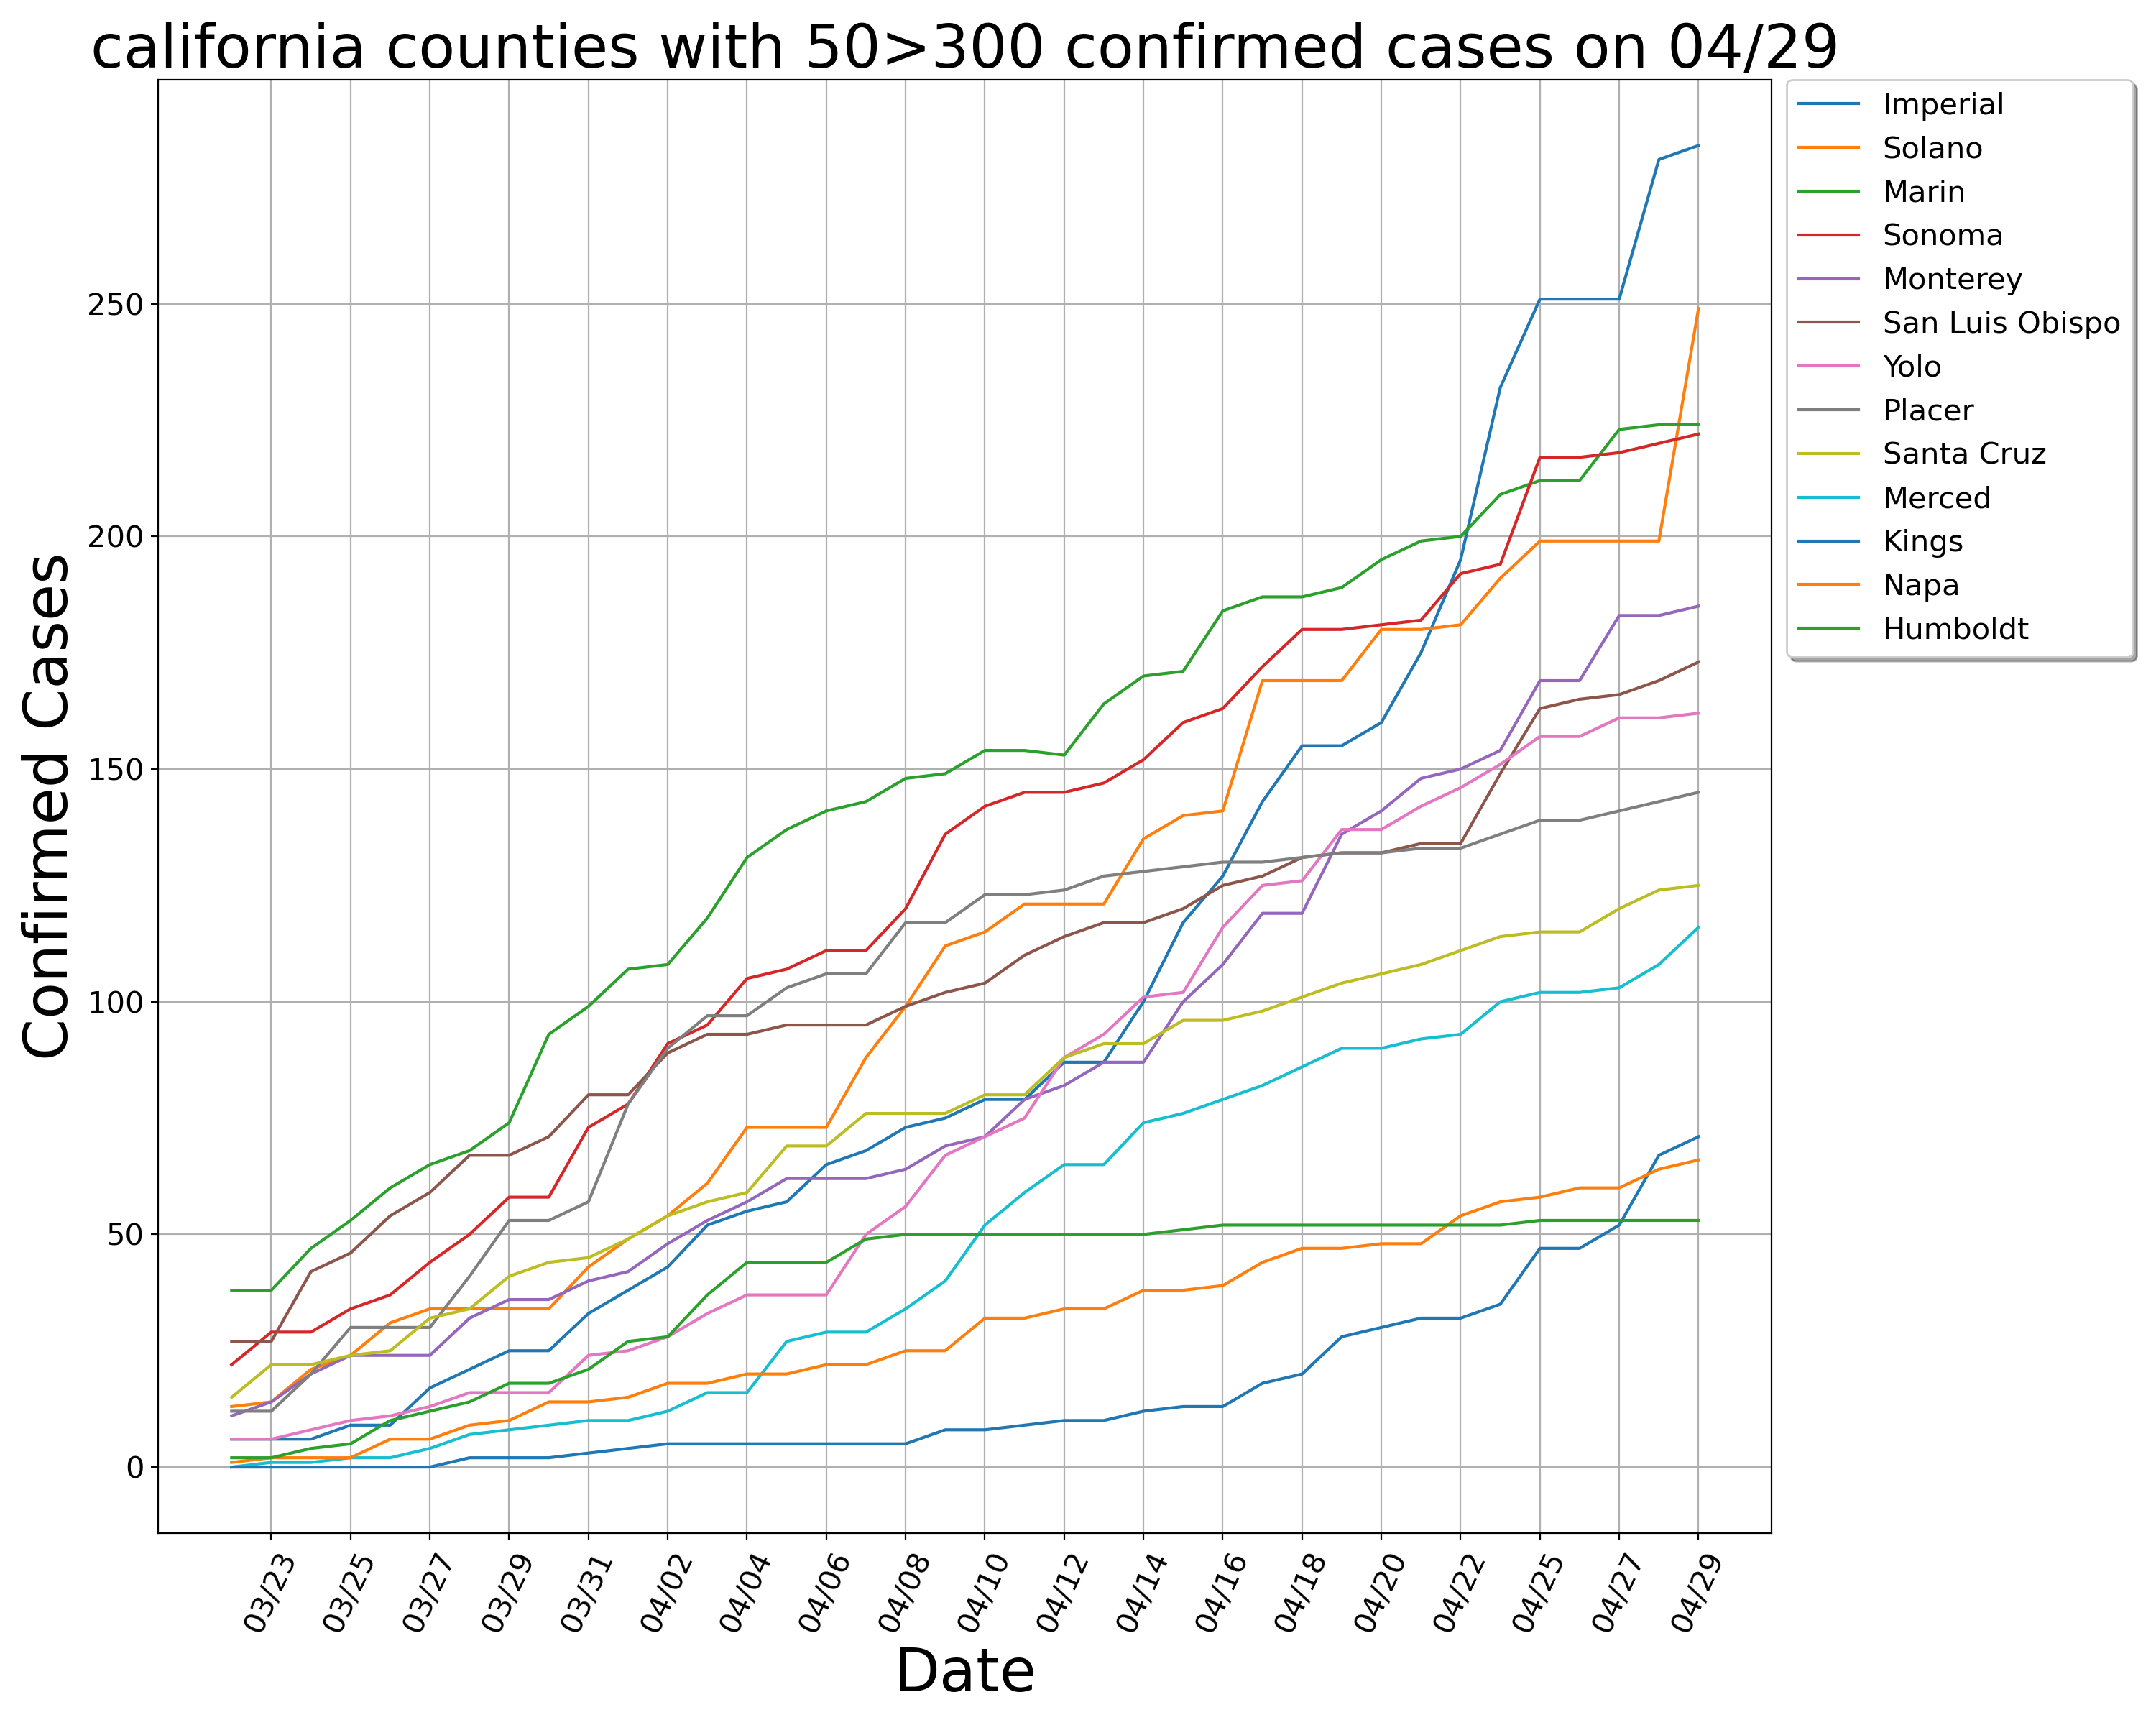 california counties with 50>300 confirmed cases on 04/29
Imperial
Solano
Marin
Sonoma
Monterey
San Luis Obispo
Yolo
Placer
Santa Cruz
Merced
Kings
Napa
Humboldt
Confirmed Cases
250
200
150
100
50
0
03/23
03/25
03/27
03/29
03/31
04/02
04/04
04/06
04/08
04/10
04/12
04/14
04/16
04/18
04/20
04/22
04/25
04/27
04/29
Date